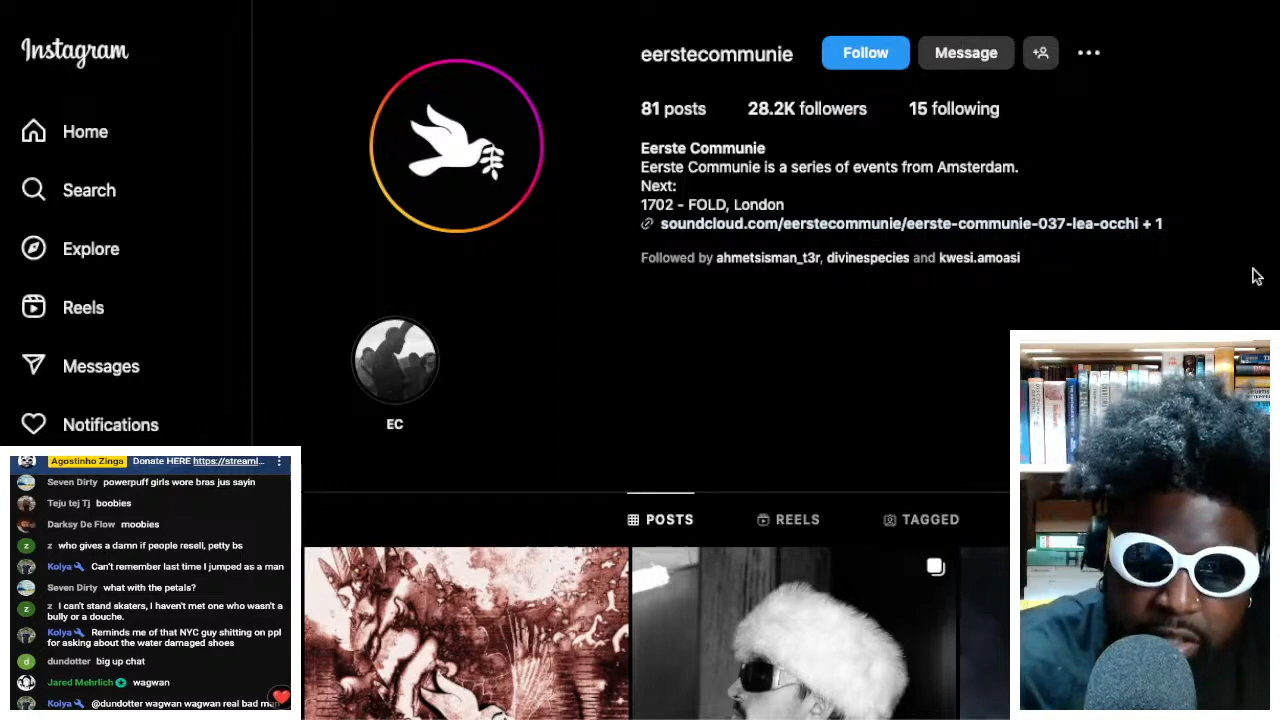 Instagram
Home
Search
Explore
Reels
Messages
Notifications
eerstecommunie
Follow
Message
81 posts
28.2K followers
15 following
Eerste Communie
Eerste Communie is a series of events from Amsterdam.
Next:
1702 - FOLD, London
soundcloud.com/eerstecommunie/eerste-communie-037-lea-occhi + 1
Followed by ahmetsisman_t3r, divinespecies and kwesi.amoasi
EC
POSTS
REELS
TAGGED
Agostinho Zinga Donate HERE https://streaml...
Seven Dirty powerpuff girls wore bras jus sayin
Teju tej Tj boobies
Darksy De Flow moobies
z who gives a damn if people resell, petty bs
Kolya Can't remember last time I jumped as a man
Seven Dirty what with the petals?
z I can't stand skaters, I haven't met one who wasn't a
bully or a douche.
Kolya Reminds me of that NYC guy shitting on ppl
for asking about the water damaged shoes
dundotter big up chat
Jared Mehrlich wagwan
Kolya @dundotter wagwan wagwan real bad man